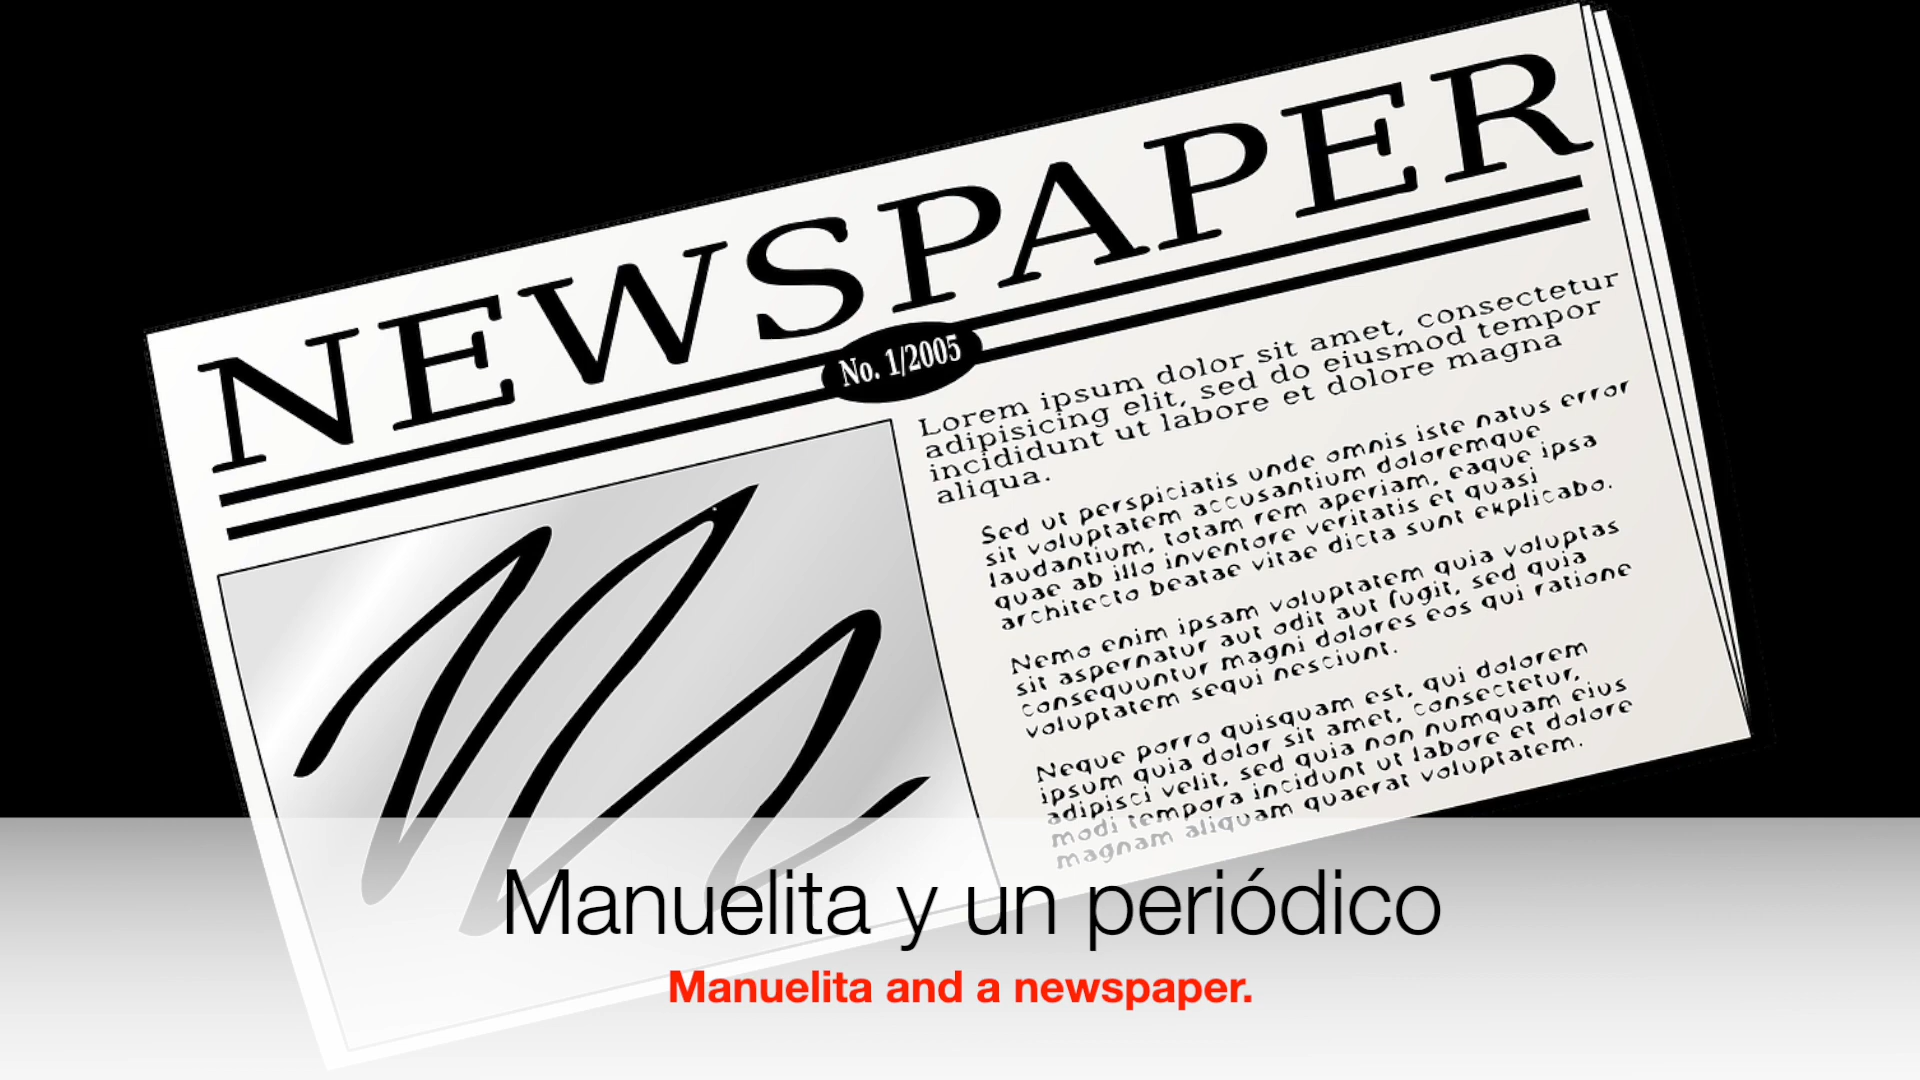 NEWSPAPER
No. 1/2005
Lorem ipsum dolor sit amet, consectetur
adipisicing elit, sed do eiusmod tempor
incididunt ut labore et dolore magna
aliqua.
Sed ut perspiciatis unde omnis iste natus error
sit voluptatem accusantium doloremque
laudantium, totam rem aperiam, eaque ipsa
quae ab illo inventore veritatis et quasi
architecto beatae vitae dicta sunt explicabo.
Nemo enim ipsam voluptatem quia voluptas
sit aspernatur aut odit aut fugit, sed quia
consequuntur magni dolores eos qui ratione
voluptatem sequi nesciunt.
Neque porro quisquam est, qui dolorem
ipsum quia dolor sit amet, consectetur,
adipisci velit, sed quia non numquam eius
modi tempora incidunt ut labore et dolore
magnam aliquam quaerat voluptatem.
Manuelita y un periódico
Manuelita and a newspaper.